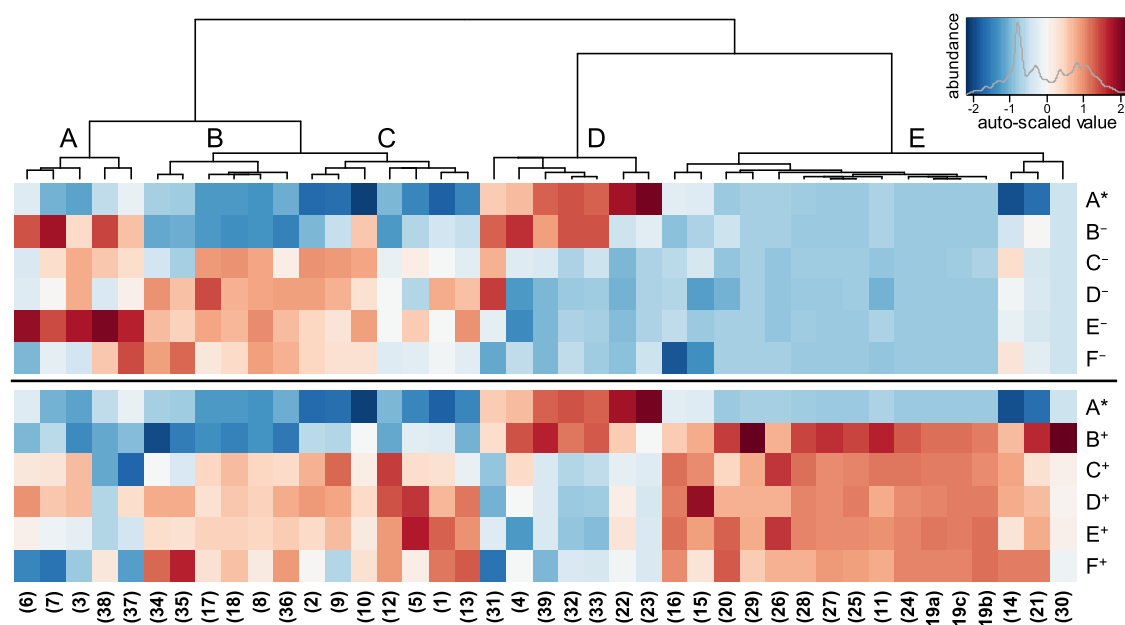 abundance
-2 -1 0 1 2
auto-scaled value
A B C D E
A*
B⁻
C⁻
D⁻
E⁻
F⁻
A*
B⁺
C⁺
D⁺
E⁺
F⁺
(6) (7) (3) (38) (37) (34) (35) (17) (18) (8) (36) (2) (9) (10) (12) (5) (1) (13) (31) (4) (39) (32) (33) (22) (23) (16) (15) (20) (29) (26) (28) (27) (25) (11) (24) 19a) 19c) 19b) (14) (21) (30)